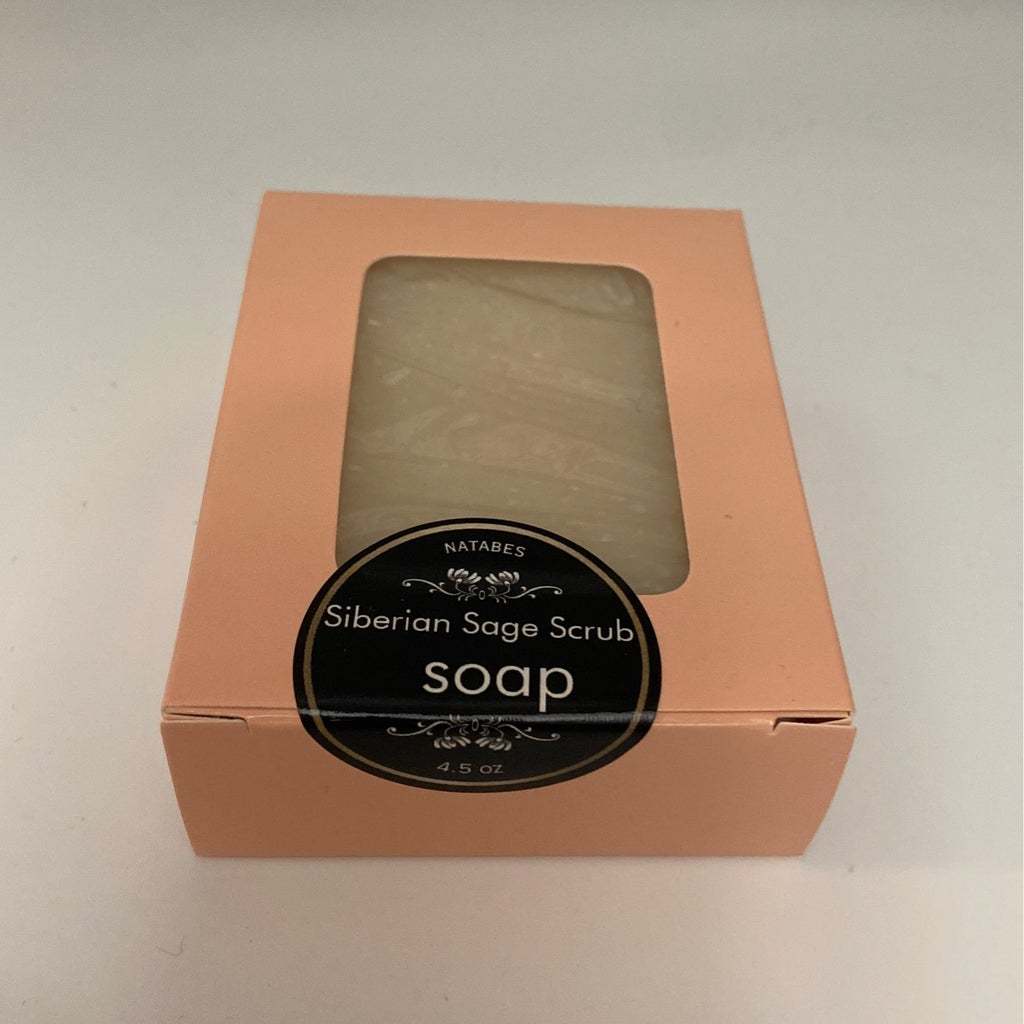 NATABES
Siberian Sage Scrub
soap
4.5 oz